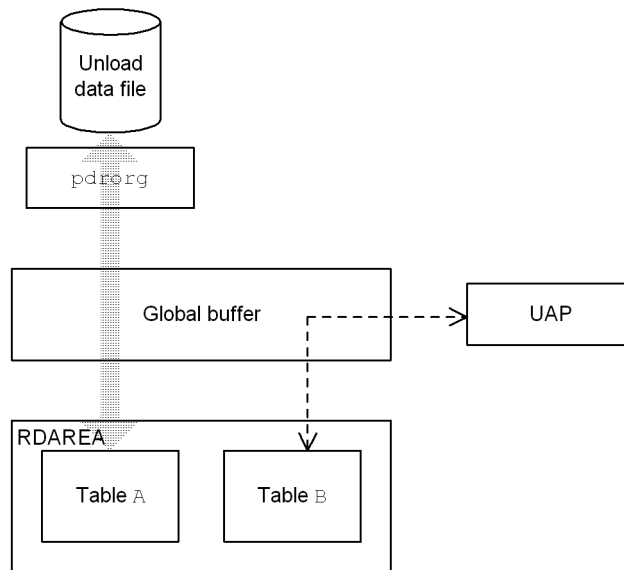 Unload
data file
pdrorg
Global buffer
UAP
RDAREA
Table A
Table B